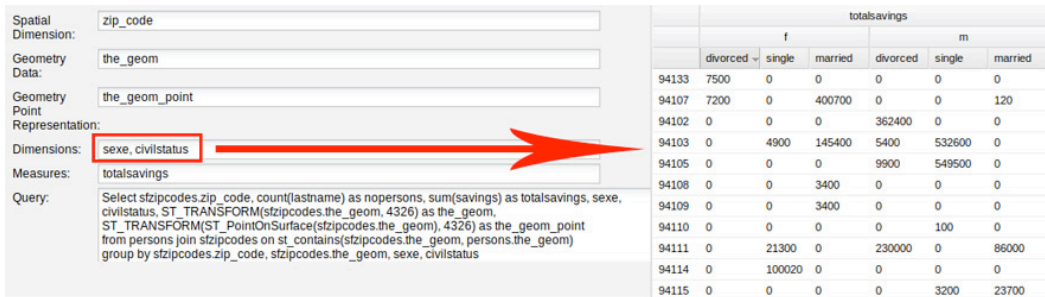 Spatial
Dimension:
zip_code
Geometry
Data:
the_geom
Geometry
Point
Representation:
the_geom_point
Dimensions:
sexe, civilstatus
Measures:
totalsavings
Query:
Select sfzipcodes.zip_code, count(lastname) as nopersons, sum(savings) as totalsavings, sexe,
civilstatus, ST_TRANSFORM(sfzipcodes.the_geom, 4326) as the_geom,
ST_TRANSFORM(ST_PointOnSurface(sfzipcodes.the_geom), 4326) as the_geom_point
from persons join sfzipcodes on st_contains(sfzipcodes.the_geom, persons.the_geom)
group by sfzipcodes.zip_code, sfzipcodes.the_geom, sexe, civilstatus
totalsavings
f m
divorced single married divorced single married
94133 7500 0 0 0 0 0
94107 7200 0 400700 0 0 120
94102 0 0 0 362400 0 0
94103 0 4900 145400 5400 532600 0
94105 0 0 0 9900 549500 0
94108 0 0 3400 0 0 0
94109 0 0 3400 0 0 0
94110 0 0 0 0 100 0
94111 0 21300 0 230000 0 86000
94114 0 100020 0 0 0 0
94115 0 0 0 0 3200 23700